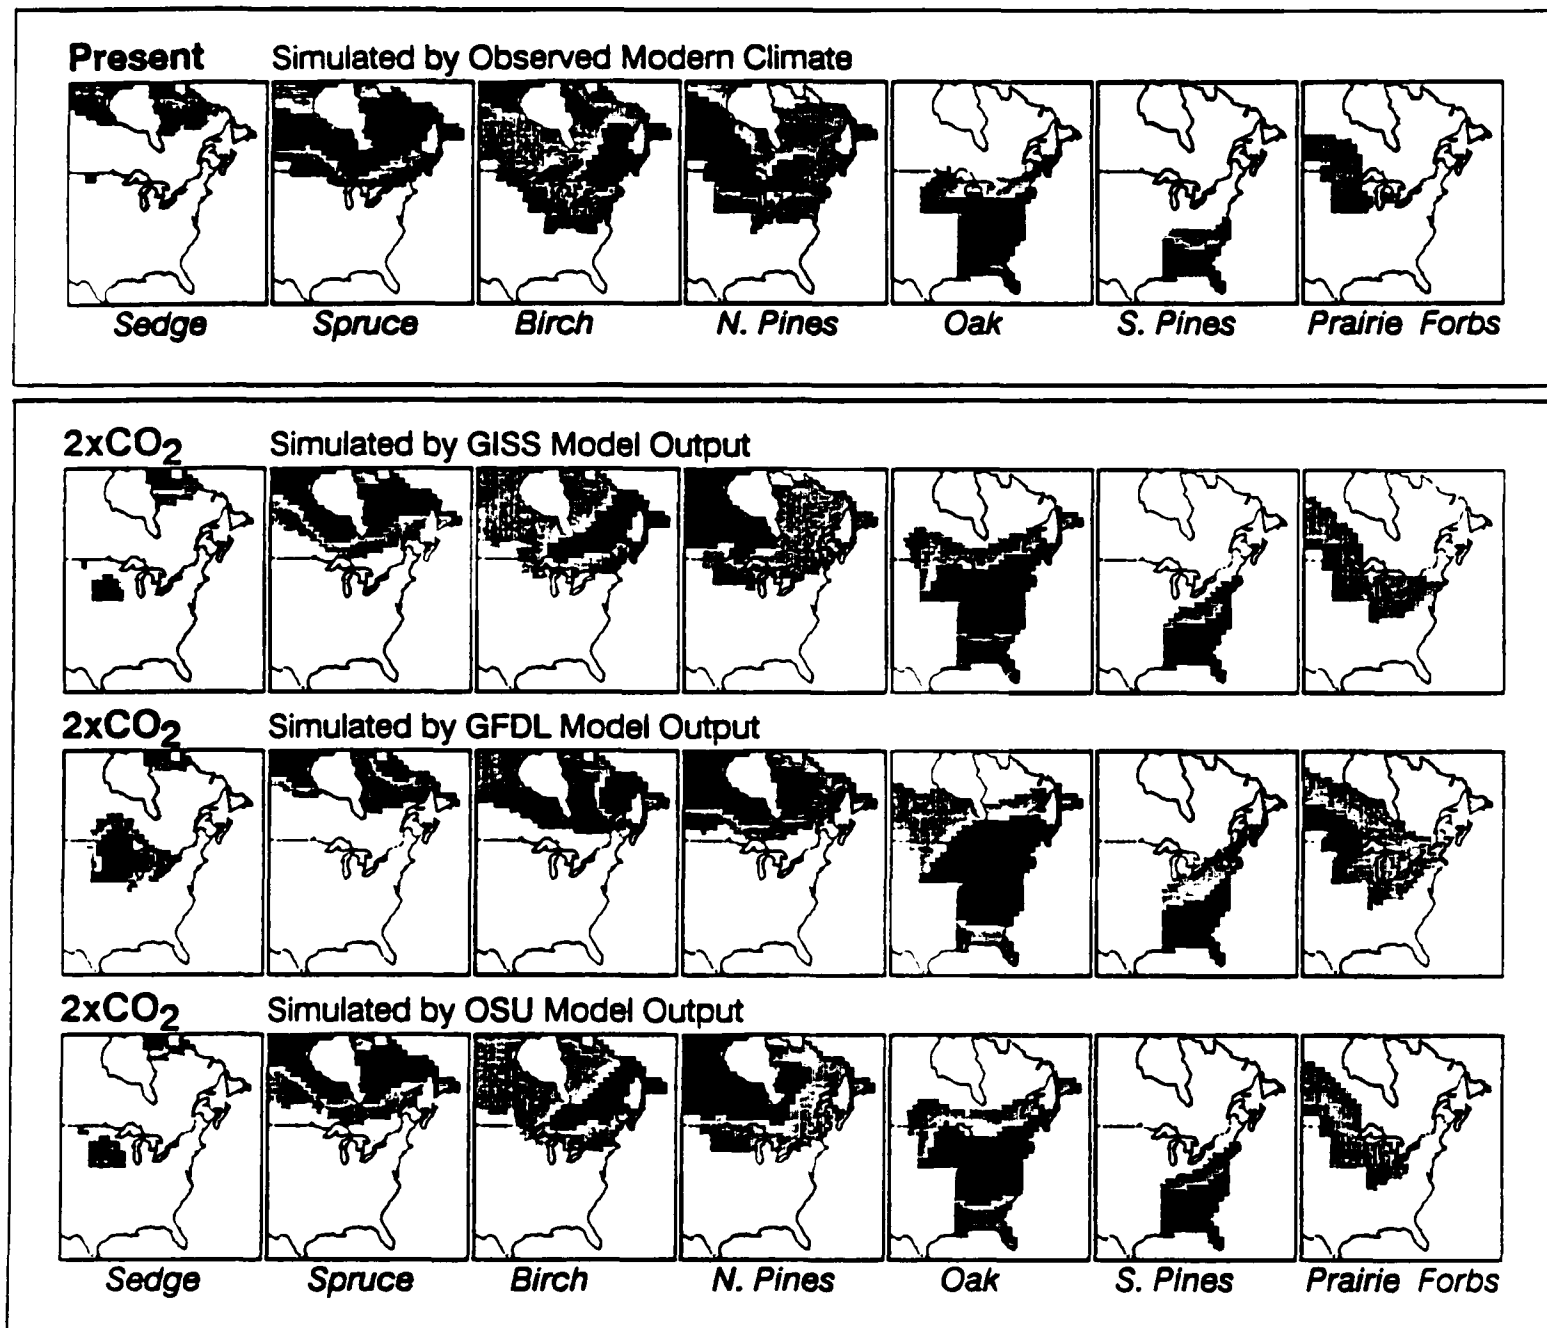 Present Simulated by Observed Modern Climate
Sedge Spruce Birch N. Pines Oak S. Pines Prairie Forbs
2xCO2 Simulated by GISS Model Output
2xCO2 Simulated by GFDL Model Output
2xCO2 Simulated by OSU Model Output
Sedge Spruce Birch N. Pines Oak S. Pines Prairie Forbs